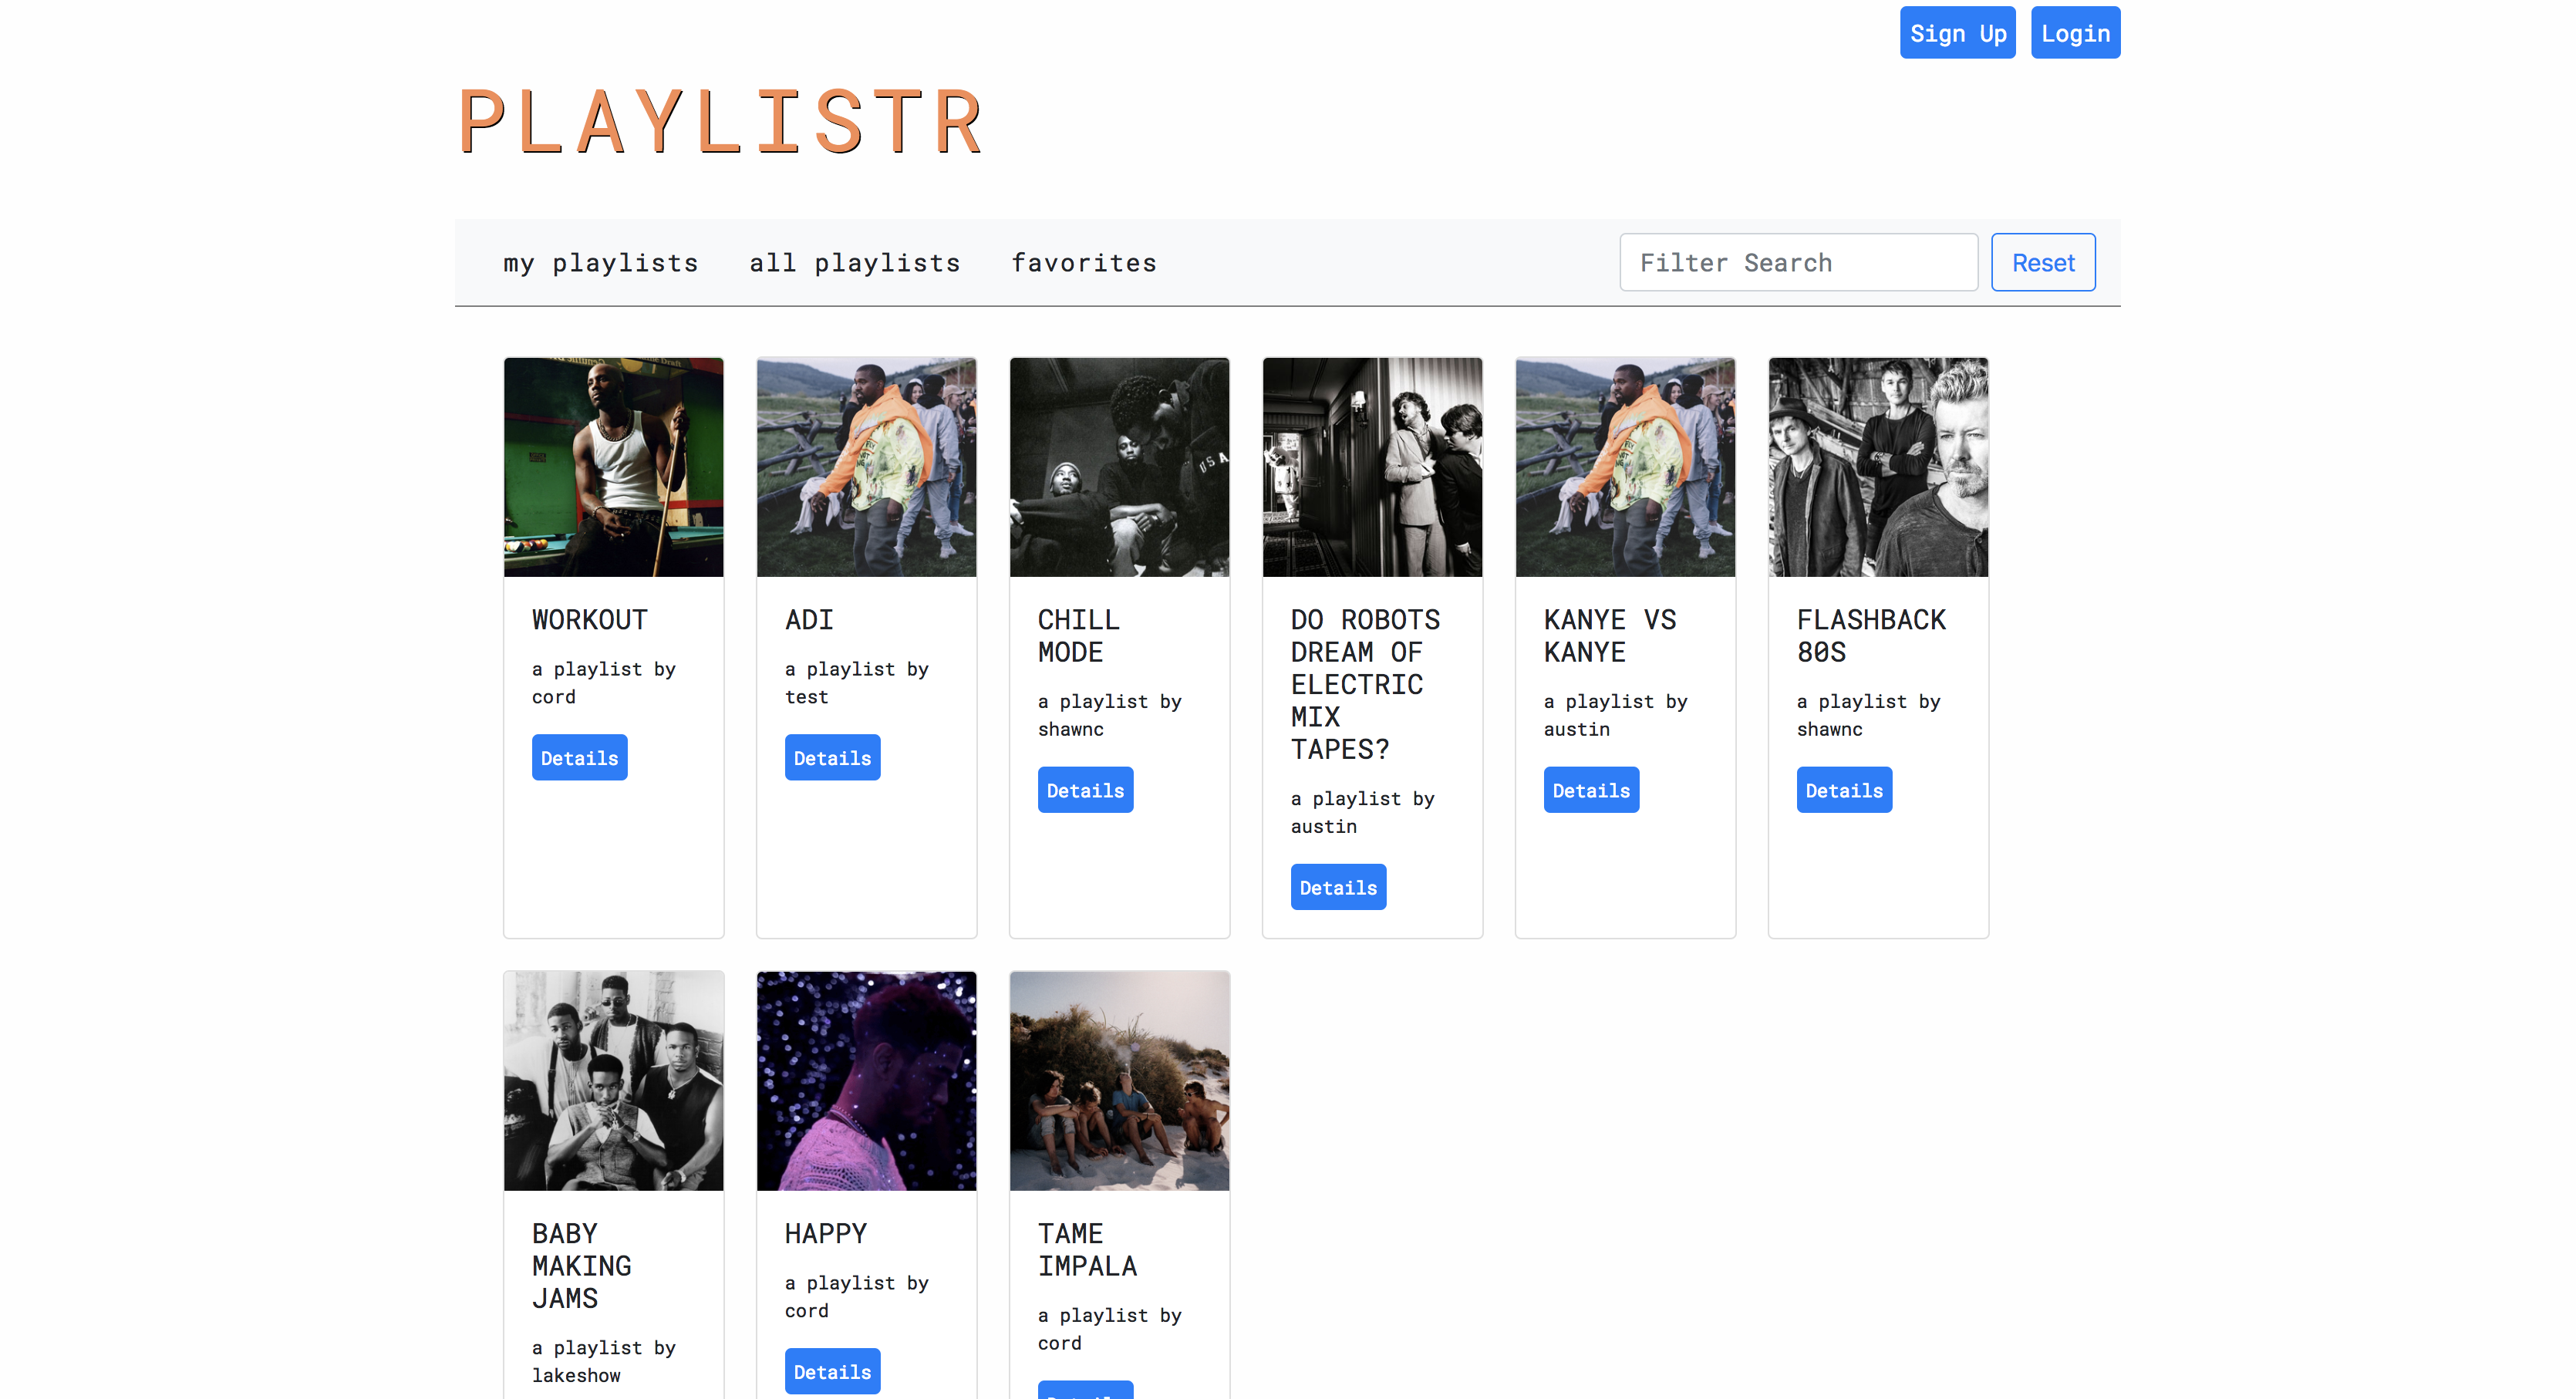 Sign Up Login
PLAYLISTR
my playlists all playlists favorites Filter Search Reset
USA
WORKOUT
a playlist by
cord
Details
ADI
a playlist by
test
Details
CHILL
MODE
a playlist by
shawnc
Details
DO ROBOTS
DREAM OF
ELECTRIC
MIX
TAPES?
a playlist by
austin
Details
KANYE VS
KANYE
a playlist by
austin
Details
FLASHBACK
80S
a playlist by
shawnc
Details
BABY
MAKING
JAMS
a playlist by
lakeshow
HAPPY
a playlist by
cord
Details
TAME
IMPALA
a playlist by
cord